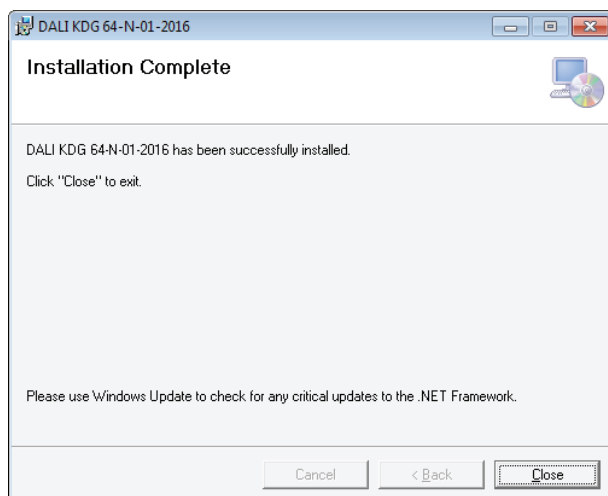 DALI KDG 64-N-01-2016
Installation Complete
DALI KDG 64-N-01-2016 has been successfully installed.
Click "Close" to exit.
Please use Windows Update to check for any critical updates to the .NET Framework.
Cancel
< Back
Close